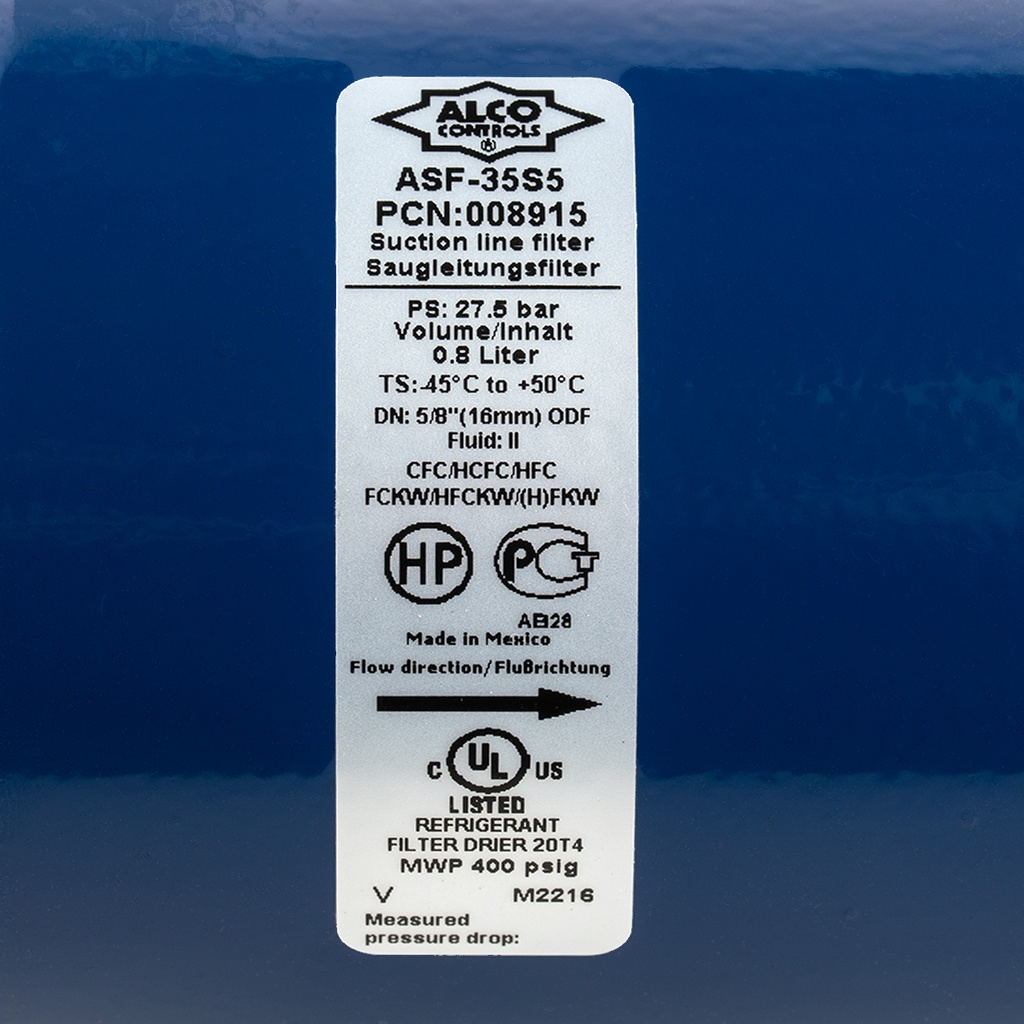 ALCO
CONTROLS
ASF-35S5
PCN:008915
Suction line filter
Saugleitungsfilter
PS: 27.5 bar
Volume/Inhalt
0.8 Liter
TS:-45°C to +50°C
DN: 5/8"(16mm) ODF
Fluid: II
CFC/HCFC/HFC
FCKW/HFCKW/(H)FKW
HP PCT
Made in Mexico
Flow direction/Flußrichtung
C UL US
LISTED
REFRIGERANT
FILTER DRIER 20T4
MWP 400 psig
V M2216
Measured
pressure drop: